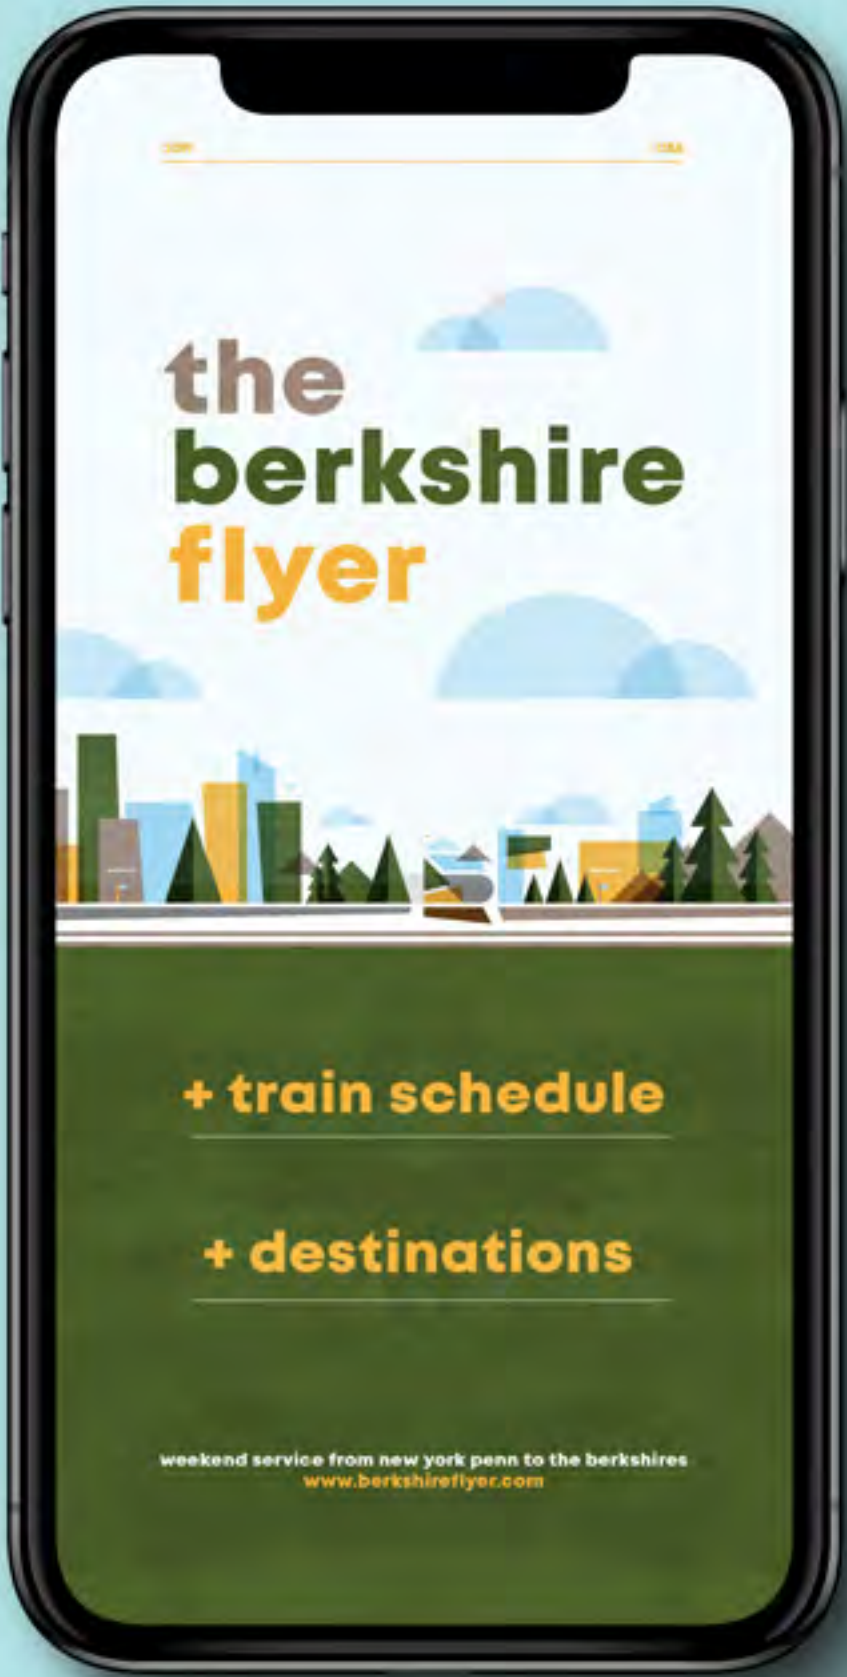 the
berkshire
flyer
+ train schedule
+ destinations
weekend service from new york penn to the berkshires
www.berkshireflyer.com